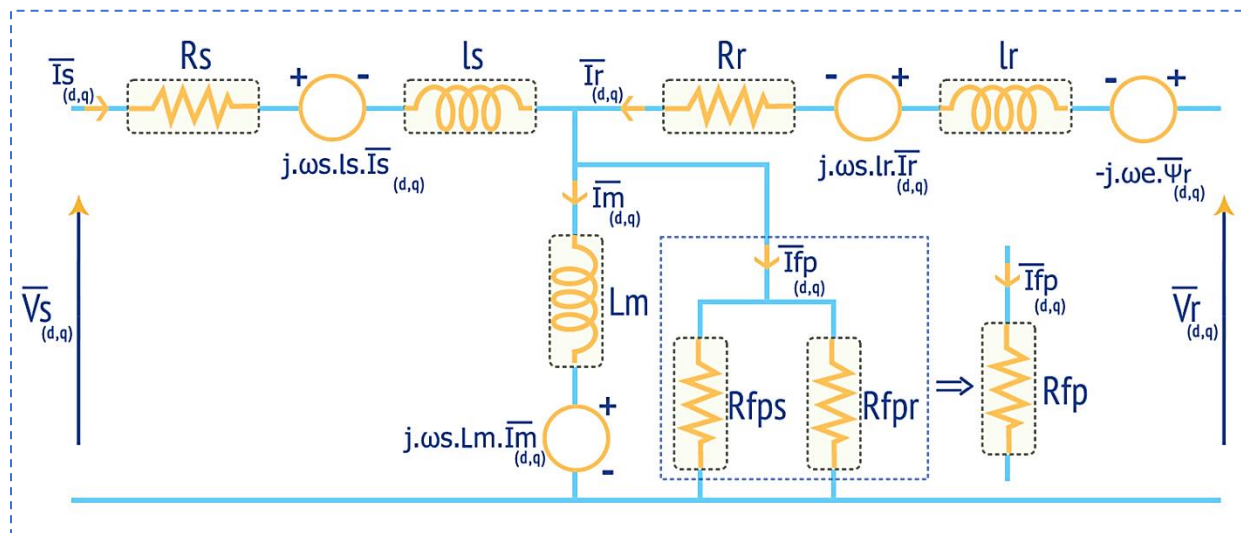 Rs
ls
Rr
lr
Is
(d,q)
+ -
Ir
(d,q)
- +
- +
j.ωs.ls.Is
(d,q)
j.ωs.lr.Ir
(d,q)
-j.ωe.Ψr
(d,q)
Im
(d,q)
Ifp
(d,q)
Ifp
(d,q)
Vs
(d,q)
Lm
Vr
(d,q)
Rfps
Rfpr
⇒
Rfp
j.ωs.Lm.Im
(d,q)
+
-